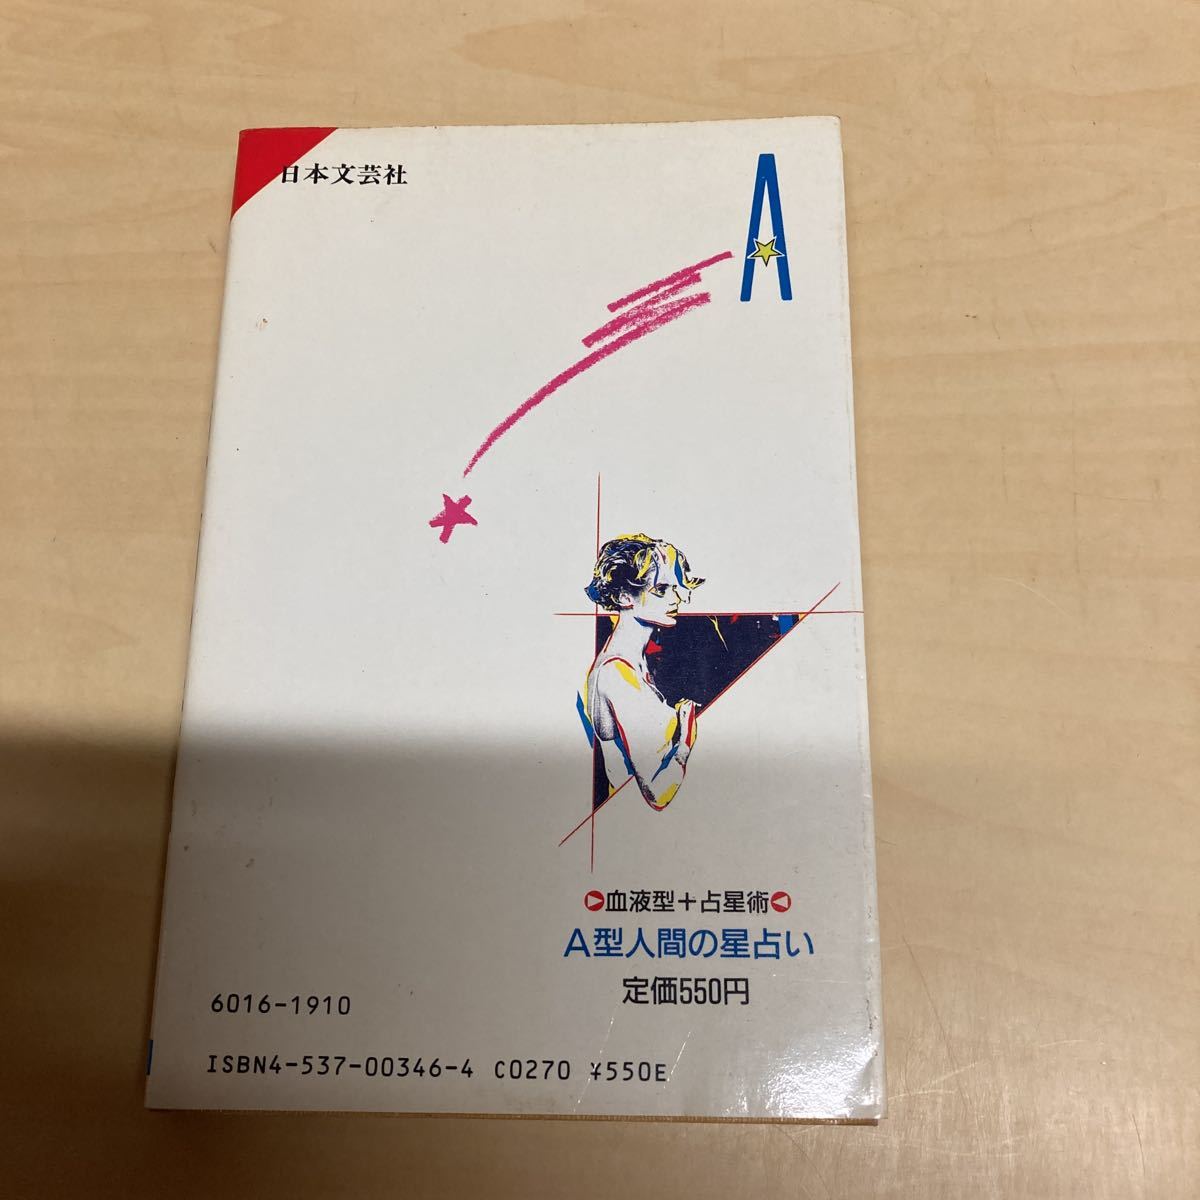 日本文芸社
A
血液型+占星術
A型人間の星占い
定価550円
6016-1910
ISBN4-537-00346-4 C0270 ¥550E